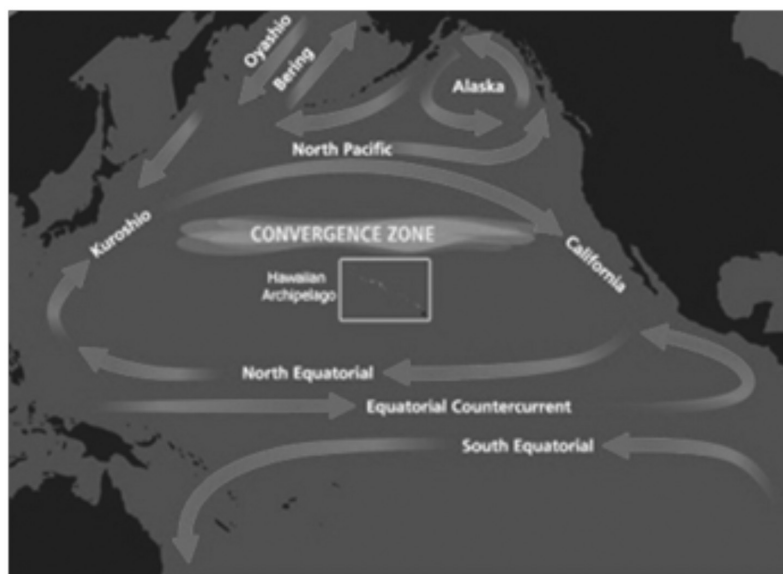 Oyashio
Bering
Alaska
North Pacific
Kuroshio
CONVERGENCE ZONE
California
Hawaiian
Archipelago
North Equatorial
Equatorial Countercurrent
South Equatorial